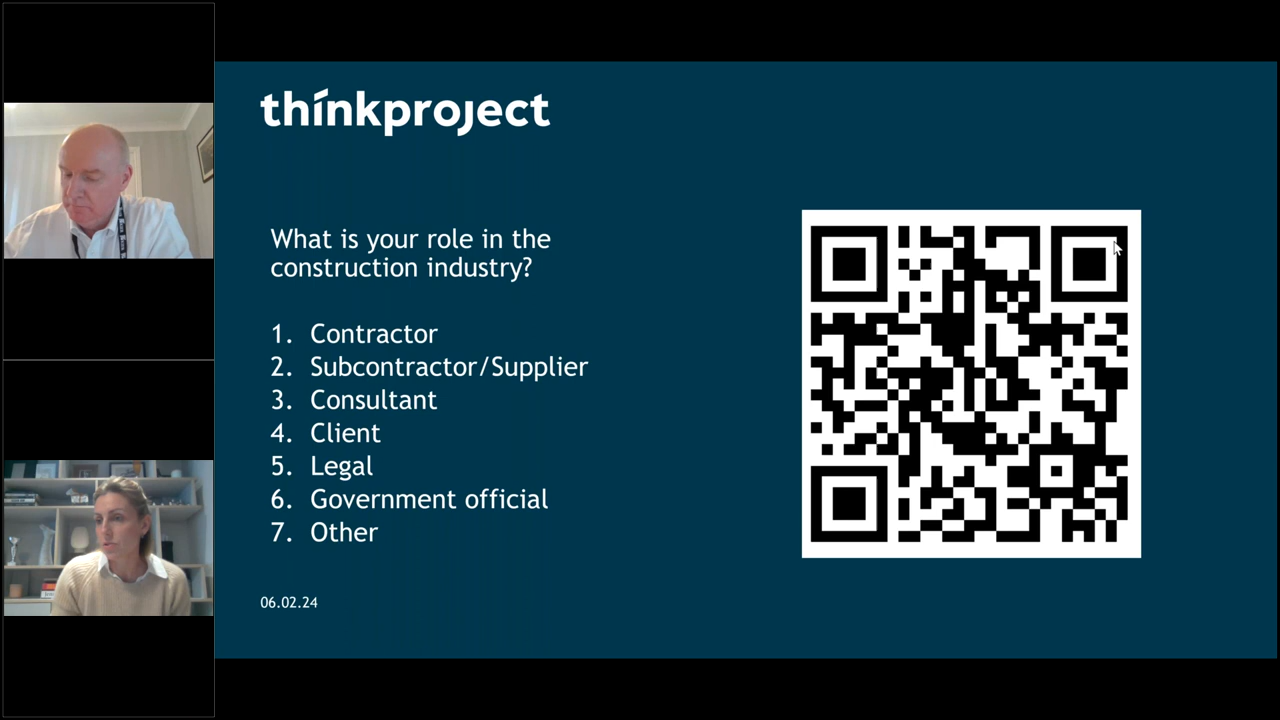 thinkproject
What is your role in the
construction industry?
1. Contractor
2. Subcontractor/Supplier
3. Consultant
4. Client
5. Legal
6. Government official
7. Other
06.02.24